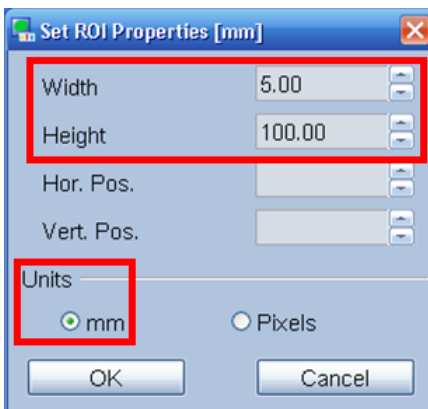 Set ROI Properties [mm]
Width 5.00
Height 100.00
Hor. Pos.
Vert. Pos.
Units
mm Pixels
OK Cancel